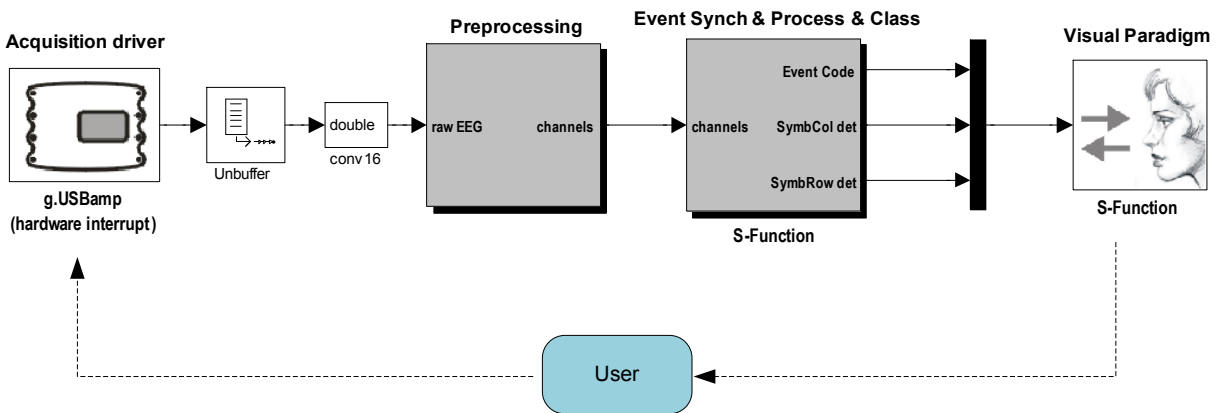 Acquisition driver
Preprocessing
Event Synch & Process & Class
Visual Paradigm
Event Code
double
raw EEG
channels
channels
SymbCol det
conv16
Unbuffer
SymbRow det
g.USBamp
(hardware interrupt)
S-Function
S-Function
User